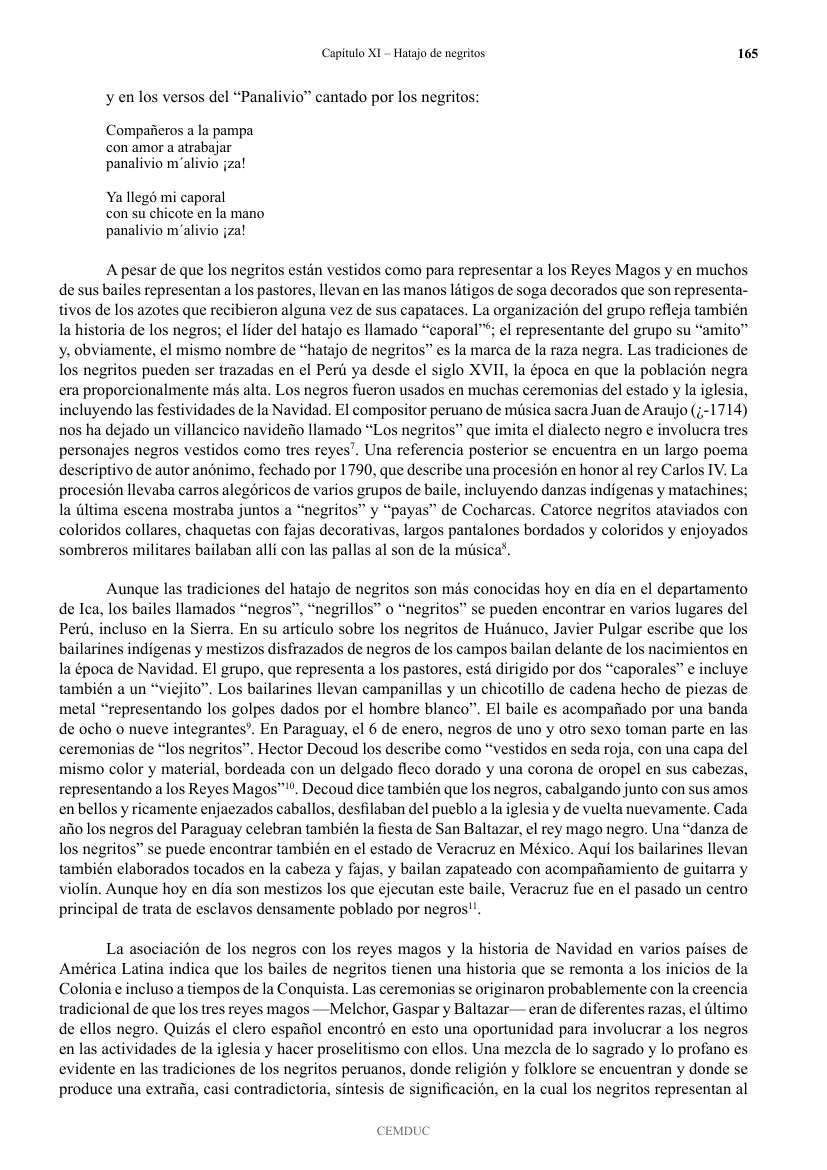 Capítulo XI – Hatajo de negritos
165
y en los versos del “Panalivio” cantado por los negritos:
Compañeros a la pampa
con amor a atrabajar
panalivio m´alivio ¡za!
Ya llegó mi caporal
con su chicote en la mano
panalivio m´alivio ¡za!
A pesar de que los negritos están vestidos como para representar a los Reyes Magos y en muchos
de sus bailes representan a los pastores, llevan en las manos látigos de soga decorados que son representa-
tivos de los azotes que recibieron alguna vez de sus capataces. La organización del grupo refleja también
la historia de los negros; el líder del hatajo es llamado “caporal”⁶; el representante del grupo su “amito”
y, obviamente, el mismo nombre de “hatajo de negritos” es la marca de la raza negra. Las tradiciones de
los negritos pueden ser trazadas en el Perú ya desde el siglo XVII, la época en que la población negra
era proporcionalmente más alta. Los negros fueron usados en muchas ceremonias del estado y la iglesia,
incluyendo las festividades de la Navidad. El compositor peruano de música sacra Juan de Araujo (¿-1714)
nos ha dejado un villancico navideño llamado “Los negritos” que imita el dialecto negro e involucra tres
personajes negros vestidos como tres reyes⁷. Una referencia posterior se encuentra en un largo poema
descriptivo de autor anónimo, fechado por 1790, que describe una procesión en honor al rey Carlos IV. La
procesión llevaba carros alegóricos de varios grupos de baile, incluyendo danzas indígenas y matachines;
la última escena mostraba juntos a “negritos” y “payas” de Cocharcas. Catorce negritos ataviados con
coloridos collares, chaquetas con fajas decorativas, largos pantalones bordados y coloridos y enjoyados
sombreros militares bailaban allí con las pallas al son de la música⁸.
Aunque las tradiciones del hatajo de negritos son más conocidas hoy en día en el departamento
de Ica, los bailes llamados “negros”, “negrillos” o “negritos” se pueden encontrar en varios lugares del
Perú, incluso en la Sierra. En su artículo sobre los negritos de Huánuco, Javier Pulgar escribe que los
bailarines indígenas y mestizos disfrazados de negros de los campos bailan delante de los nacimientos en
la época de Navidad. El grupo, que representa a los pastores, está dirigido por dos “caporales” e incluye
también a un “viejito”. Los bailarines llevan campanillas y un chicotillo de cadena hecho de piezas de
metal “representando los golpes dados por el hombre blanco”. El baile es acompañado por una banda
de ocho o nueve integrantes⁹. En Paraguay, el 6 de enero, negros de uno y otro sexo toman parte en las
ceremonias de “los negritos”. Hector Decoud los describe como “vestidos en seda roja, con una capa del
mismo color y material, bordeada con un delgado fleco dorado y una corona de oropel en sus cabezas,
representando a los Reyes Magos”¹⁰. Decoud dice también que los negros, cabalgando junto con sus amos
en bellos y ricamente enjaezados caballos, desfilaban del pueblo a la iglesia y de vuelta nuevamente. Cada
año los negros del Paraguay celebran también la fiesta de San Baltazar, el rey mago negro. Una “danza de
los negritos” se puede encontrar también en el estado de Veracruz en México. Aquí los bailarines llevan
también elaborados tocados en la cabeza y fajas, y bailan zapateado con acompañamiento de guitarra y
violín. Aunque hoy en día son mestizos los que ejecutan este baile, Veracruz fue en el pasado un centro
principal de trata de esclavos densamente poblado por negros¹¹.
La asociación de los negros con los reyes magos y la historia de Navidad en varios países de
América Latina indica que los bailes de negritos tienen una historia que se remonta a los inicios de la
Colonia e incluso a tiempos de la Conquista. Las ceremonias se originaron probablemente con la creencia
tradicional de que los tres reyes magos —Melchor, Gaspar y Baltazar— eran de diferentes razas, el último
de ellos negro. Quizás el clero español encontró en esto una oportunidad para involucrar a los negros
en las actividades de la iglesia y hacer proselitismo con ellos. Una mezcla de lo sagrado y lo profano es
evidente en las tradiciones de los negritos peruanos, donde religión y folklore se encuentran y donde se
produce una extraña, casi contradictoria, síntesis de significación, en la cual los negritos representan al
CEMDUC